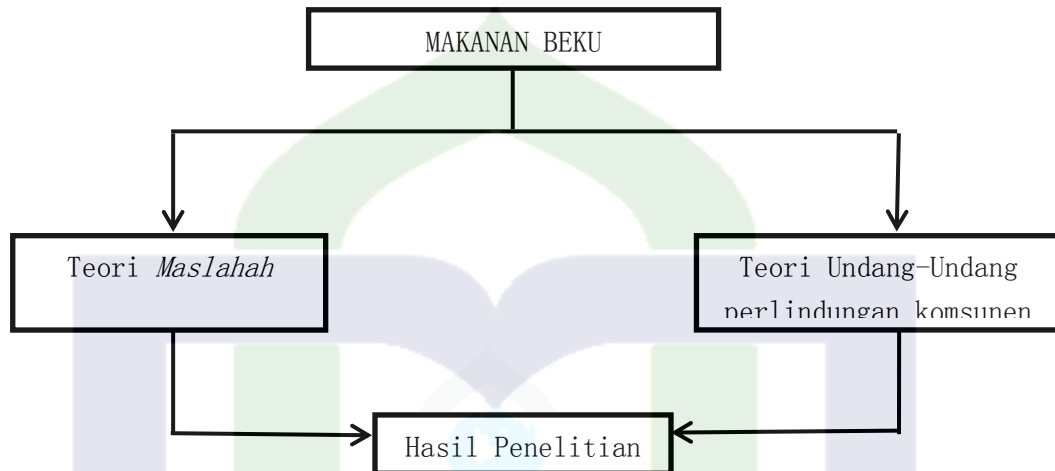 MAKANAN BEKU
Teori Maslahah
Teori Undang-Undang
perlindungan komsunen
Hasil Penelitian